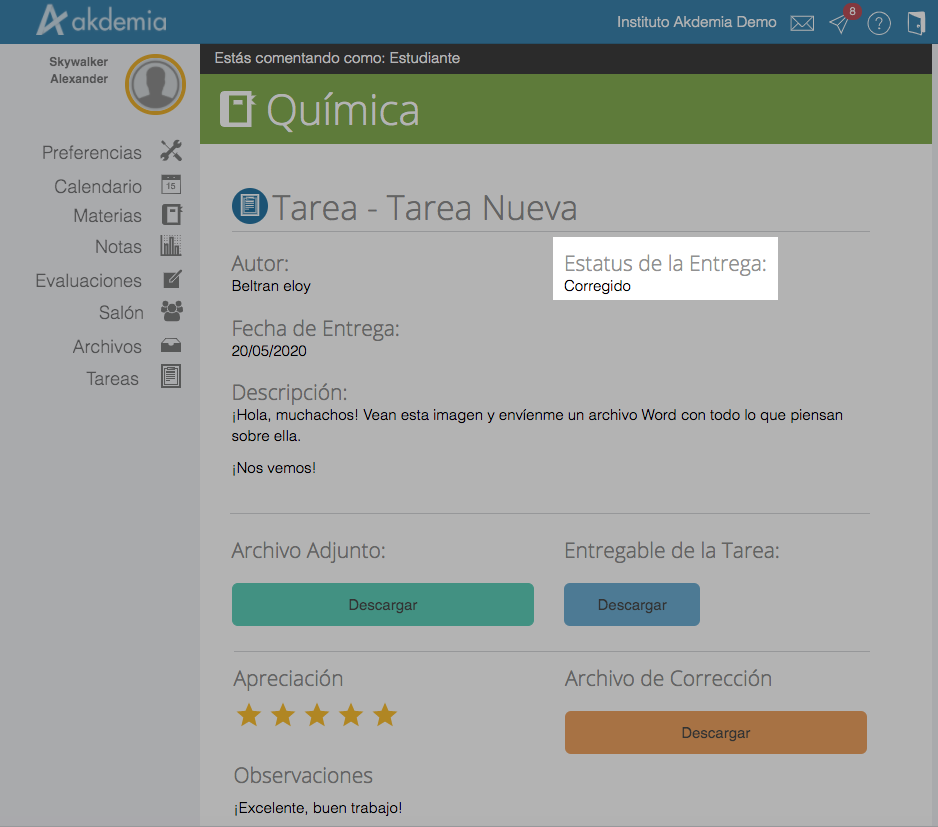 akdemia
Instituto Akdemia Demo
8
?
Skywalker
Alexander
Preferencias
Calendario
15
Materias
Notas
Evaluaciones
Salón
Archivos
Tareas
Estás comentando como: Estudiante
Química
Tarea - Tarea Nueva
Autor:
Beltran eloy
Estatus de la Entrega:
Corregido
Fecha de Entrega:
20/05/2020
Descripción:
¡Hola, muchachos! Vean esta imagen y envíenme un archivo Word con todo lo que piensan
sobre ella.
¡Nos vemos!
Archivo Adjunto:
Entregable de la Tarea:
Descargar
Descargar
Apreciación
Archivo de Corrección
Descargar
Observaciones
¡Excelente, buen trabajo!